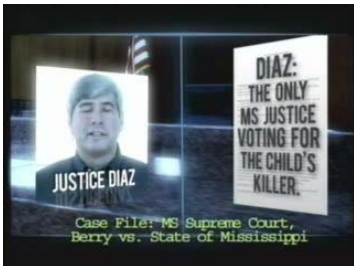 JUSTICE DIAZ
DIAZ:
THE ONLY
MS JUSTICE
VOTING FOR
THE CHILD'S
KILLER.
Case File: MS Supreme Court,
Berry vs. State of Mississippi